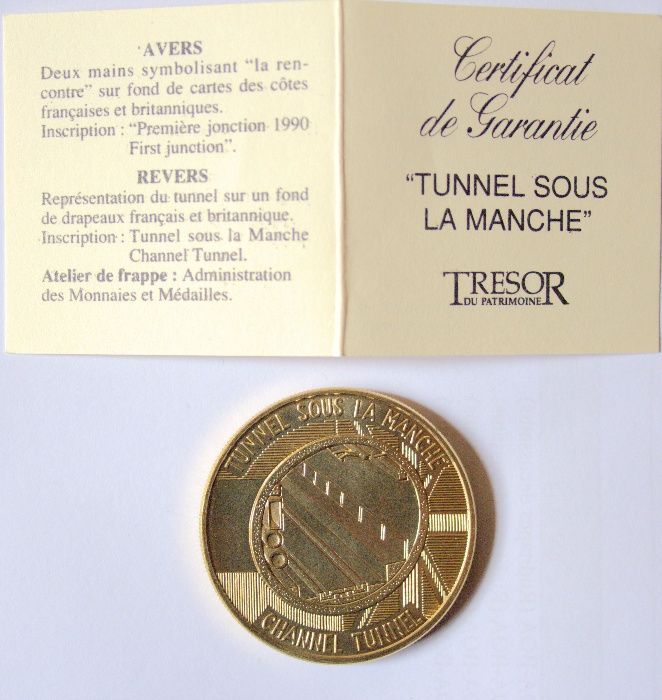 AVERS
Deux mains symbolisant "la ren-
contre" sur fond de cartes des côtes
françaises et britanniques.
Inscription : "Première jonction 1990
First junction".
REVERS
Représentation du tunnel sur un fond
de drapeaux français et britannique.
Inscription : Tunnel sous la Manche
Channel Tunnel.
Atelier de frappe : Administration
des Monnaies et Médailles.
Certificat
de Garantie
"TUNNEL SOUS
LA MANCHE"
TRESOR
DU PATRIMOINE
TUNNEL SOUS LA MANCHE
CHANNEL TUNNEL